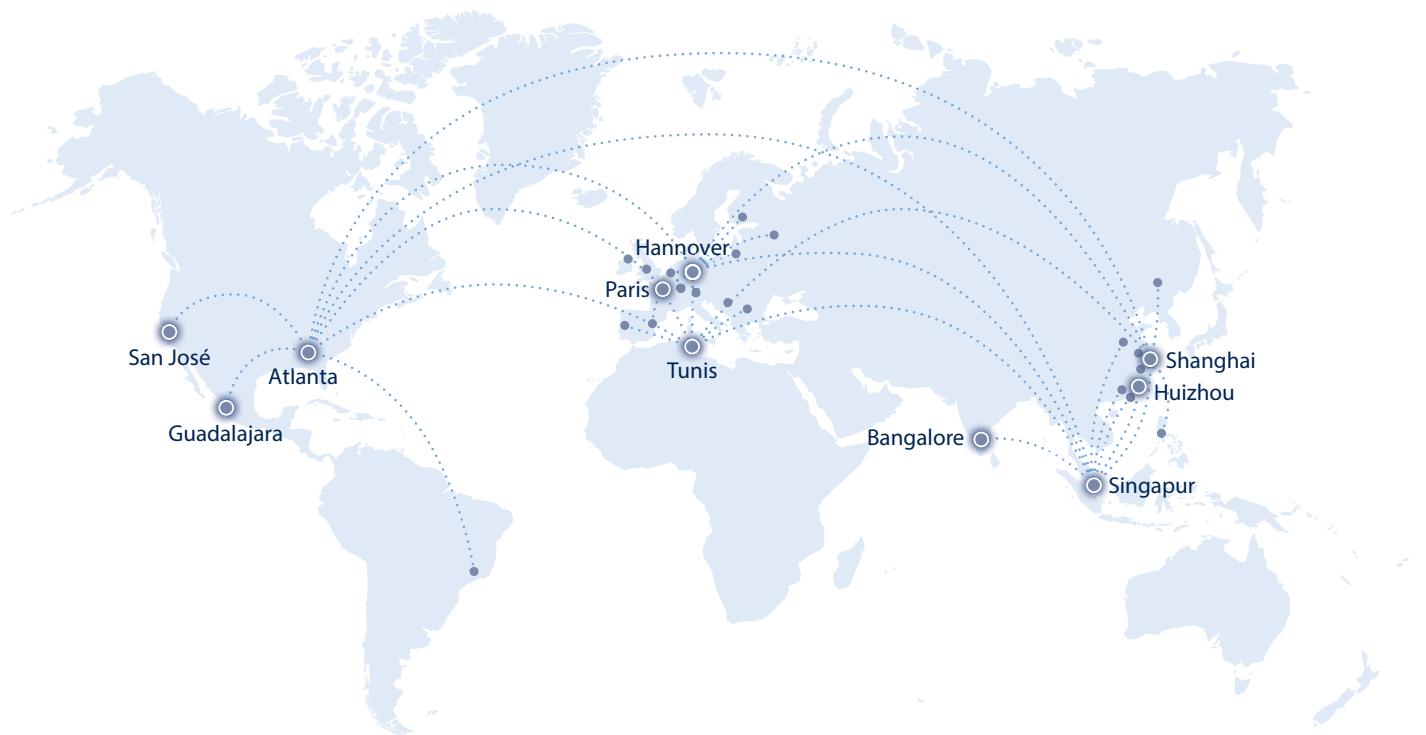 Hannover
Paris
San José
Atlanta
Tunis
Shanghai
Huizhou
Guadalajara
Bangalore
Singapur